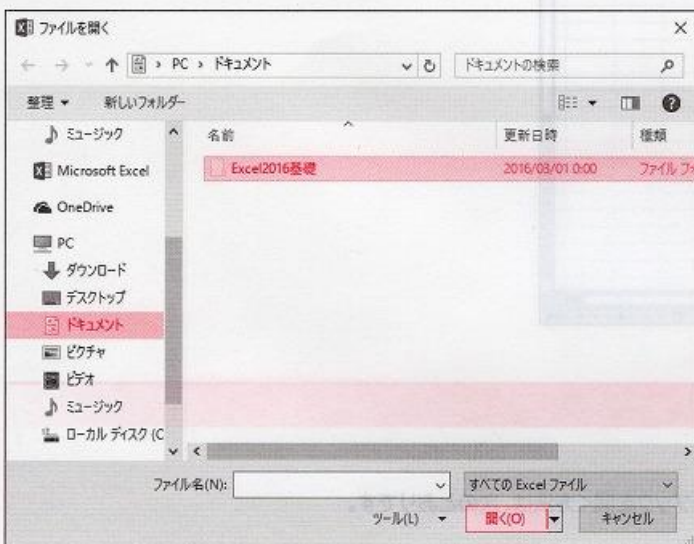 ファイルを開く
PC › ドキュメント
ドキュメントの検索
整理 ▼ 新しいフォルダー
名前 更新日時 種類
ミュージック
Excel2016基礎 2016/03/01 0:00 ファイル フ
Microsoft Excel
OneDrive
PC
ダウンロード
デスクトップ
ドキュメント
ピクチャ
ビデオ
ミュージック
ローカル ディスク (C
ファイル名(N):
すべての Excel ファイル
ツール(L) ▼ 開く(O) キャンセル